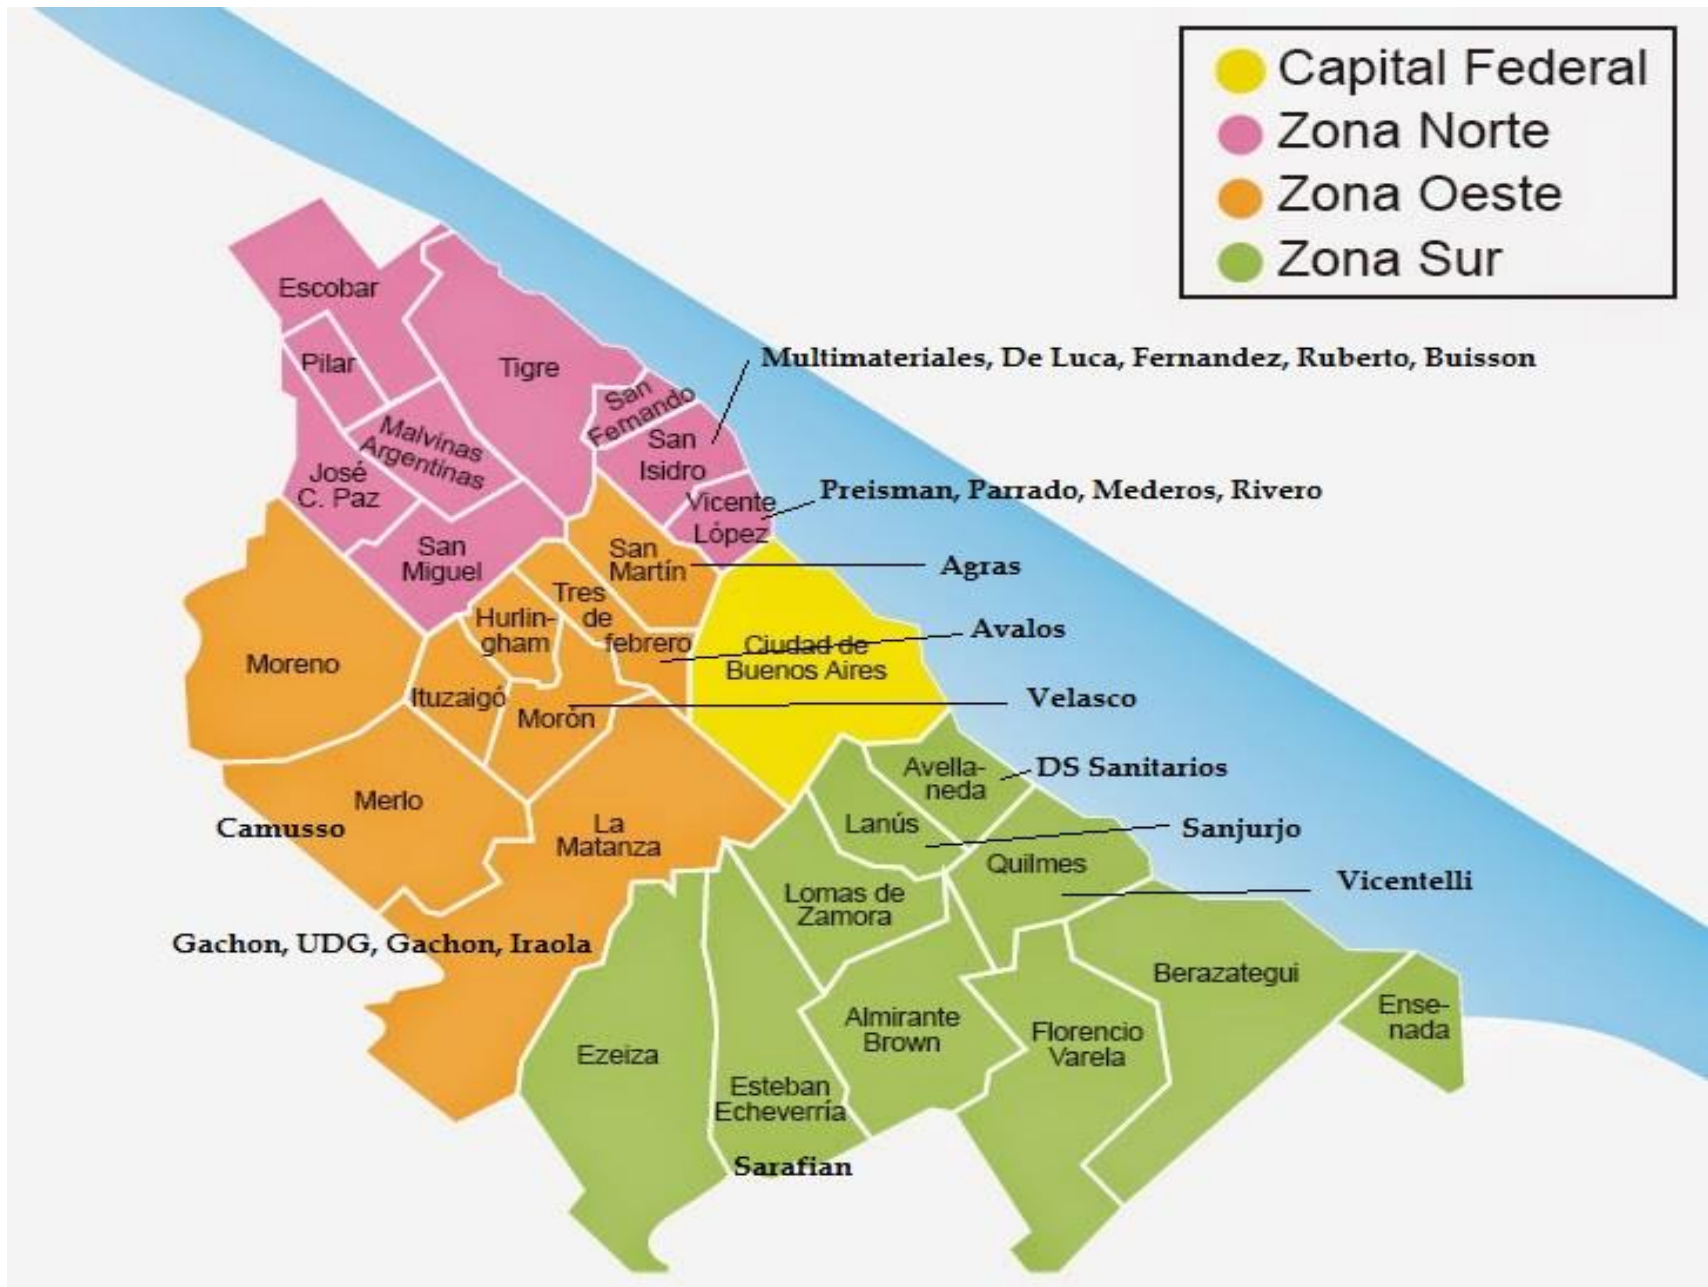 Capital Federal
Zona Norte
Zona Oeste
Zona Sur
Escobar
Pilar
Tigre
Multimateriales, De Luca, Fernandez, Ruberto, Buisson
San
Fernando
Malvinas
Argentinas
San
Isidro
José
C. Paz
Vicente
López
Preisman, Parrado, Mederos, Rivero
San
Miguel
San
Martín
Agras
Tres
de
febrero
Hurlin-
gham
Avalos
Ciudad de
Buenos Aires
Moreno
Ituzaigó
Morón
Velasco
Avella-
neda
DS Sanitarios
Merlo
Camusso
La
Matanza
Lanús
Sanjurjo
Quilmes
Vicentelli
Lomas de
Zamora
Gachon, UDG, Gachon, Iraola
Berazategui
Ense-
nada
Almirante
Brown
Florencio
Varela
Ezeiza
Esteban
Echeverría
Sarafian